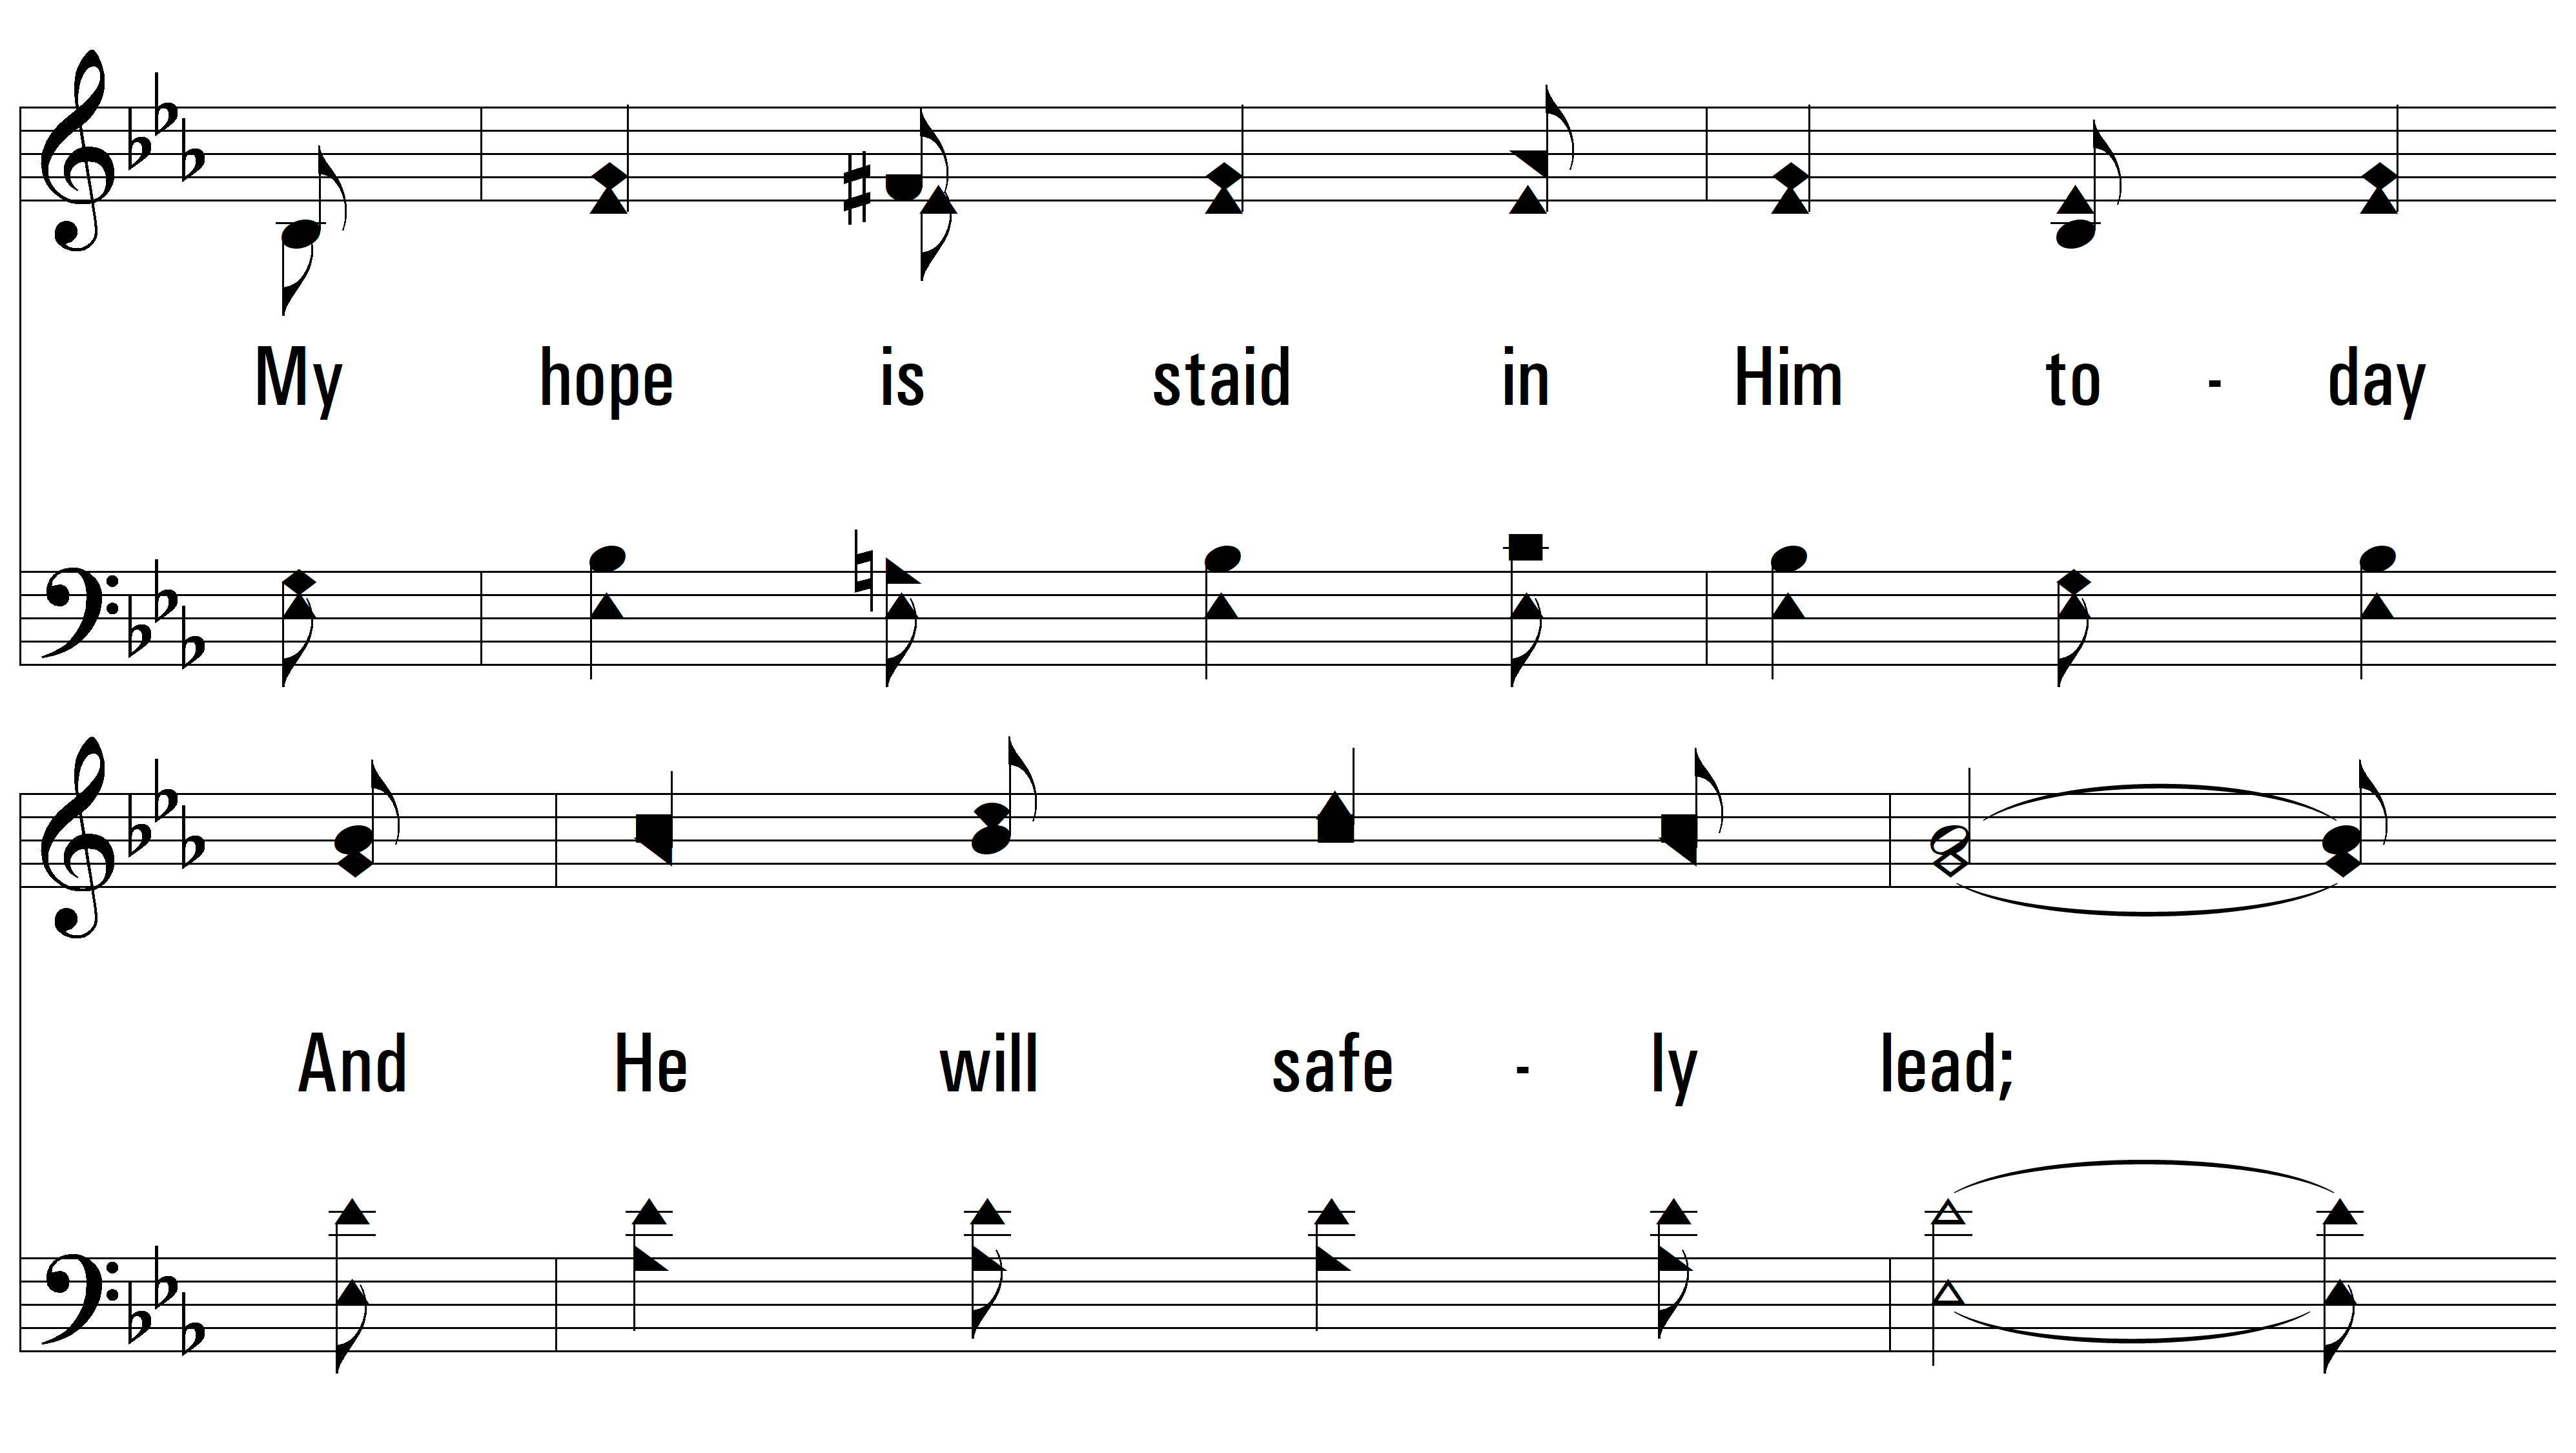 My hope is staid in Him to - day
And He will safe - ly lead;